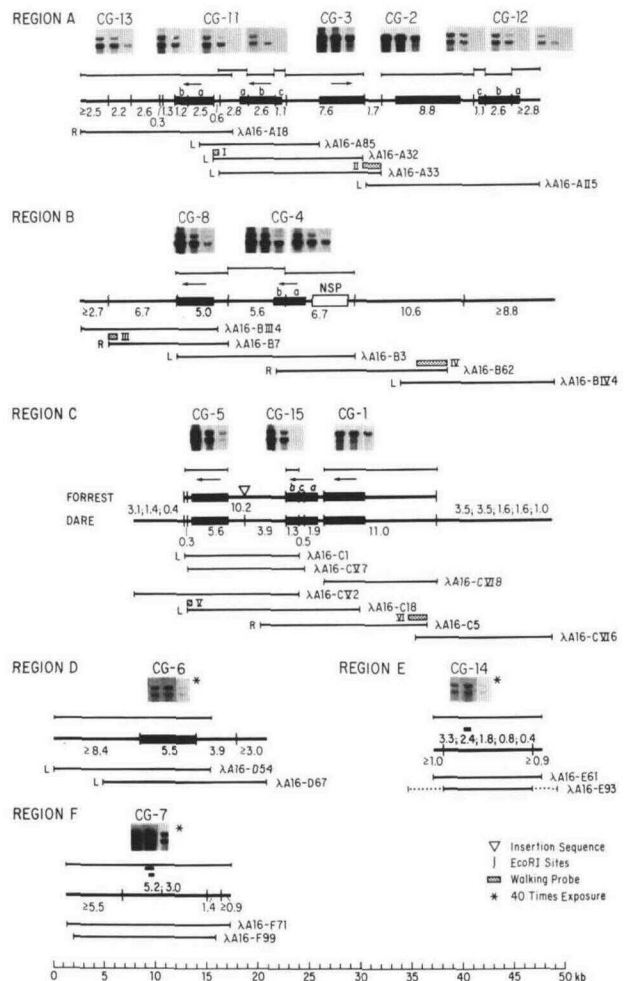 REGION A
CG-13 CG-11 CG-3 CG-2 CG-12
b a a b c c b a
≥2.5 2.2 2.6 1.3 1.2 2.5 2.8 2.6 1.1 7.6 1.7 8.8 1.1 2.6 ≥2.8
0.3 0.6
R λA16-AI8
L λA16-A85
I
L λA16-A32
II
L λA16-A33
L λA16-AII5
REGION B
CG-8 CG-4
b a NSP
≥2.7 6.7 5.0 5.6 6.7 10.6 ≥8.8
λA16-BIII4
III
R λA16-B7
L λA16-B3
IV
R λA16-B62
L λA16-BIV4
REGION C
CG-5 CG-15 CG-1
b c a
FORREST
10.2
3.1; 1.4; 0.4 3.5; 3.5; 1.6; 1.6; 1.0
DARE
5.6 3.9 1.3 1.9 11.0
0.3 0.5
L λA16-C1
λA16-CV7
λA16-CVI8
λA16-CV2
V
L λA16-C18
VI
R λA16-C5
λA16-CVI6
REGION D
CG-6
*
≥8.4 5.5 3.9 ≥3.0
L λA16-D54
L λA16-D67
REGION E
CG-14
*
3.3; 2.4; 1.8; 0.8; 0.4
≥1.0 ≥0.9
λA16-E61
λA16-E93
REGION F
CG-7
*
5.2; 3.0
≥5.5 1.4 ≥0.9
λA16-F71
λA16-F99
Insertion Sequence
EcoRI Sites
Walking Probe
* 40 Times Exposure
0 5 10 15 20 25 30 35 40 45 50 kb